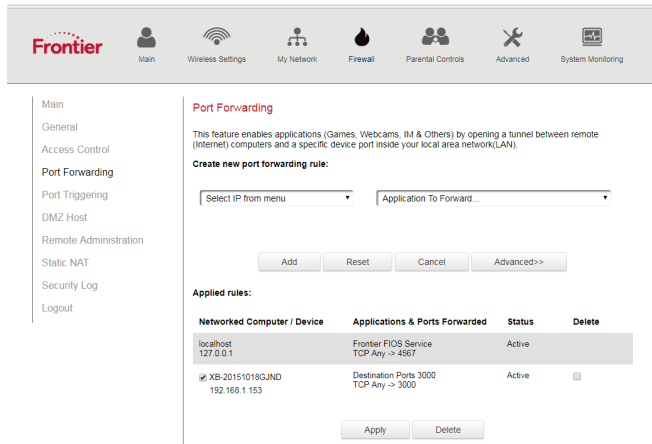 Frontier
Main
Wireless Settings
My Network
Firewall
Parental Controls
Advanced
System Monitoring
Main
General
Access Control
Port Forwarding
Port Triggering
DMZ Host
Remote Administration
Static NAT
Security Log
Logout
Port Forwarding
This feature enables applications (Games, Webcams, IM & Others) by opening a tunnel between remote
(Internet) computers and a specific device port inside your local area network(LAN).
Create new port forwarding rule:
Select IP from menu
Application To Forward...
Add
Reset
Cancel
Advanced>>
Applied rules:
Networked Computer / Device
Applications & Ports Forwarded
Status
Delete
localhost
127.0.0.1
Frontier FIOS Service
TCP Any -> 4567
Active
XB-20151018GJND
192.168.1.153
Destination Ports 3000
TCP Any -> 3000
Active
Apply
Delete